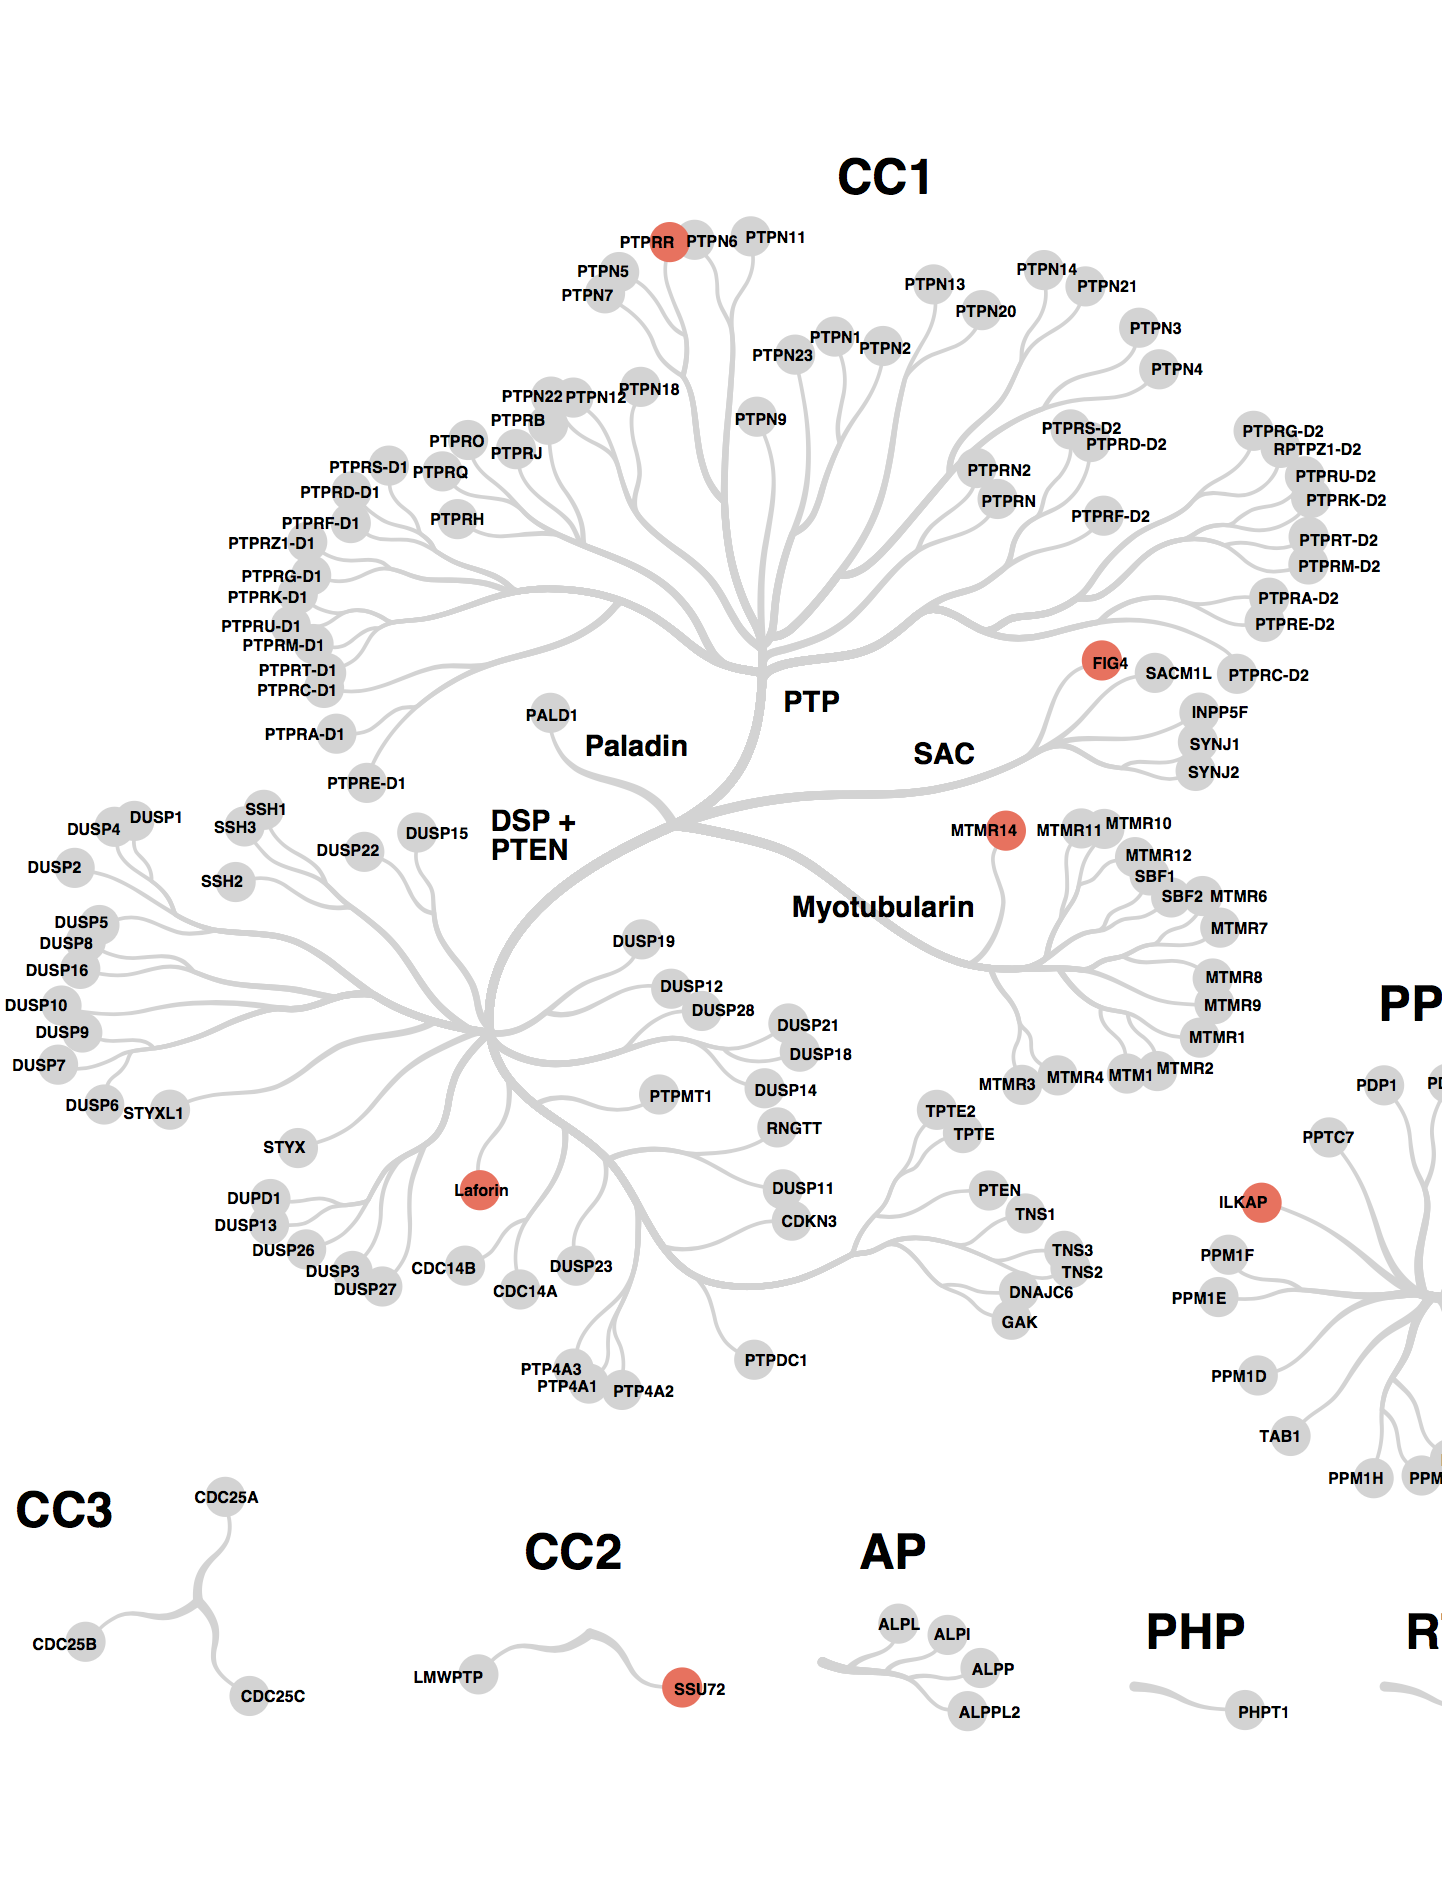 CC1
PTPRR
PTPN6
PTPN11
PTPN5
PTPN7
PTPN13
PTPN20
PTPN14
PTPN21
PTPN3
PTPN4
PTPN23
PTPN1
PTPN2
PTPN9
PTPN22
PTPN12
PTPN18
PTPRB
PTPRO
PTPRJ
PTPRQ
PTPRH
PTPRS-D1
PTPRD-D1
PTPRF-D1
PTPRZ1-D1
PTPRG-D1
PTPRK-D1
PTPRU-D1
PTPRM-D1
PTPRT-D1
PTPRC-D1
PTPRA-D1
PTPRE-D1
PTPRS-D2
PTPRD-D2
PTPRN2
PTPRN
PTPRF-D2
PTPRG-D2
RPTPZ1-D2
PTPRU-D2
PTPRK-D2
PTPRT-D2
PTPRM-D2
PTPRA-D2
PTPRE-D2
PTPRC-D2
PTP
PALD1
Paladin
SAC
FIG4
SACM1L
INPP5F
SYNJ1
SYNJ2
DSP +
PTEN
Myotubularin
MTMR14
MTMR11
MTMR10
MTMR12
SBF1
SBF2
MTMR6
MTMR7
MTMR8
MTMR9
MTMR1
MTMR2
MTM1
MTMR4
MTMR3
SSH1
SSH3
SSH2
DUSP15
DUSP22
DUSP1
DUSP4
DUSP2
DUSP5
DUSP8
DUSP16
DUSP10
DUSP9
DUSP7
DUSP6
STYXL1
STYX
DUPD1
DUSP13
DUSP26
DUSP3
DUSP27
Laforin
CDC14B
CDC14A
DUSP23
DUSP19
DUSP12
DUSP28
DUSP21
DUSP18
DUSP14
PTPMT1
RNGTT
DUSP11
CDKN3
TPTE2
TPTE
PTEN
TNS1
TNS3
TNS2
DNAJC6
GAK
PTPDC1
PTP4A3
PTP4A1
PTP4A2
PP
PDP1
PD
PPTC7
ILKAP
PPM1F
PPM1E
PPM1D
TAB1
PPM1H
PPM
CC3
CDC25A
CDC25B
CDC25C
CC2
LMWPTP
SSU72
AP
ALPL
ALPI
ALPP
ALPPL2
PHP
PHPT1
R